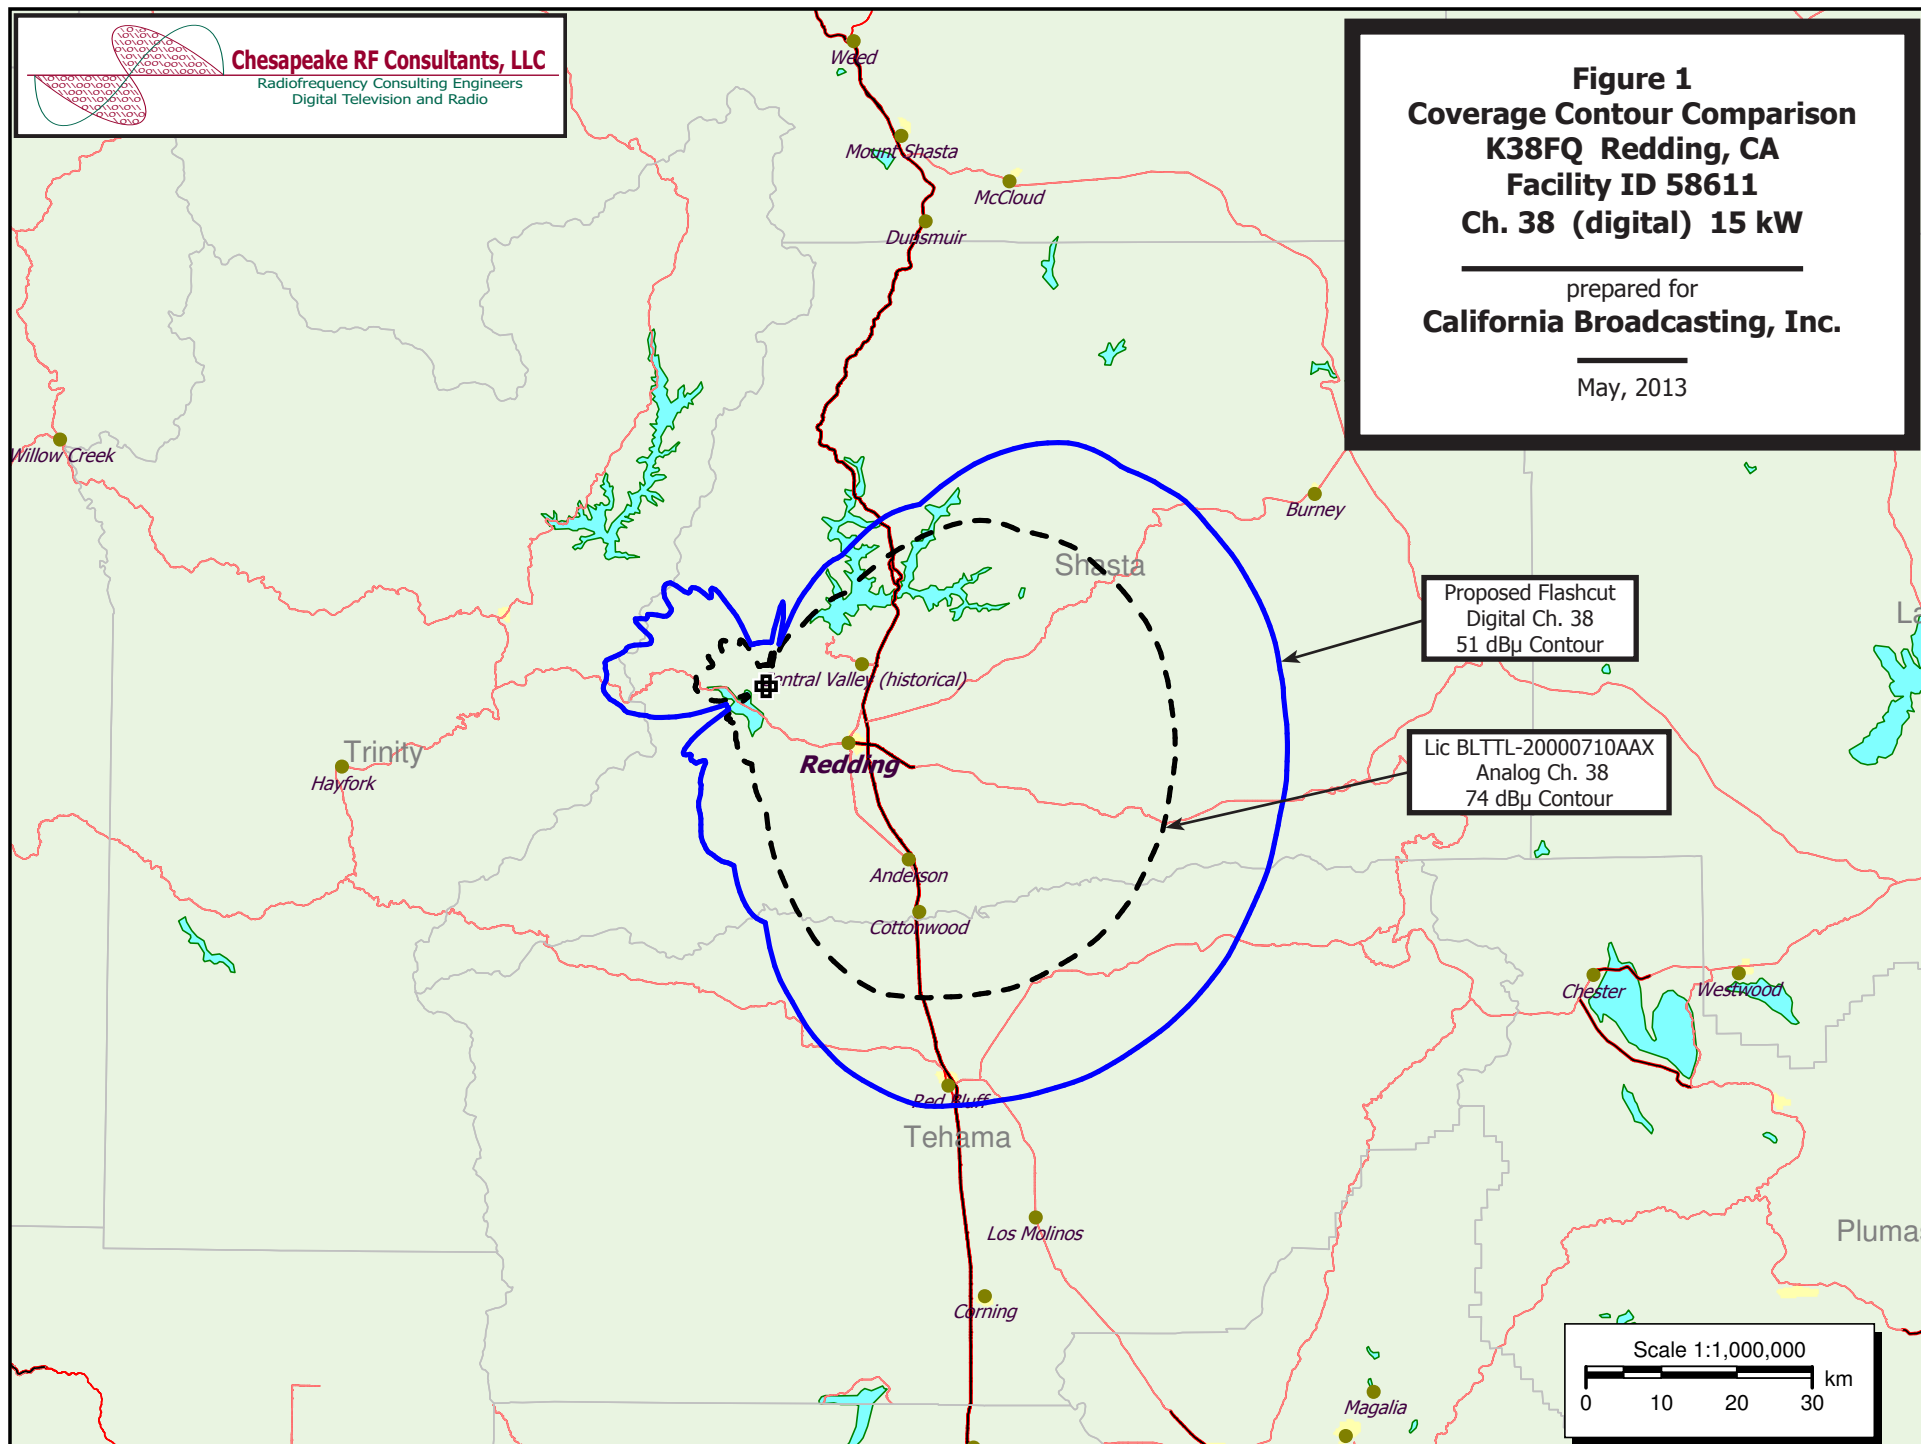 Chesapeake RF Consultants, LLC
Radiofrequency Consulting Engineers
Digital Television and Radio
Figure 1
Coverage Contour Comparison
K38FQ Redding, CA
Facility ID 58611
Ch. 38 (digital) 15 kW
prepared for
California Broadcasting, Inc.
May, 2013
Weed
Mount Shasta
McCloud
Dunsmuir
Willow Creek
Burney
Shasta
Proposed Flashcut
Digital Ch. 38
51 dBµ Contour
Central Valley (historical)
Trinity
Hayfork
Redding
Lic BLTTL-20000710AAX
Analog Ch. 38
74 dBµ Contour
Anderson
Cottonwood
Chester
Westwood
Red Bluff
Tehama
Los Molinos
Corning
Magalia
Scale 1:1,000,000
km
0 10 20 30